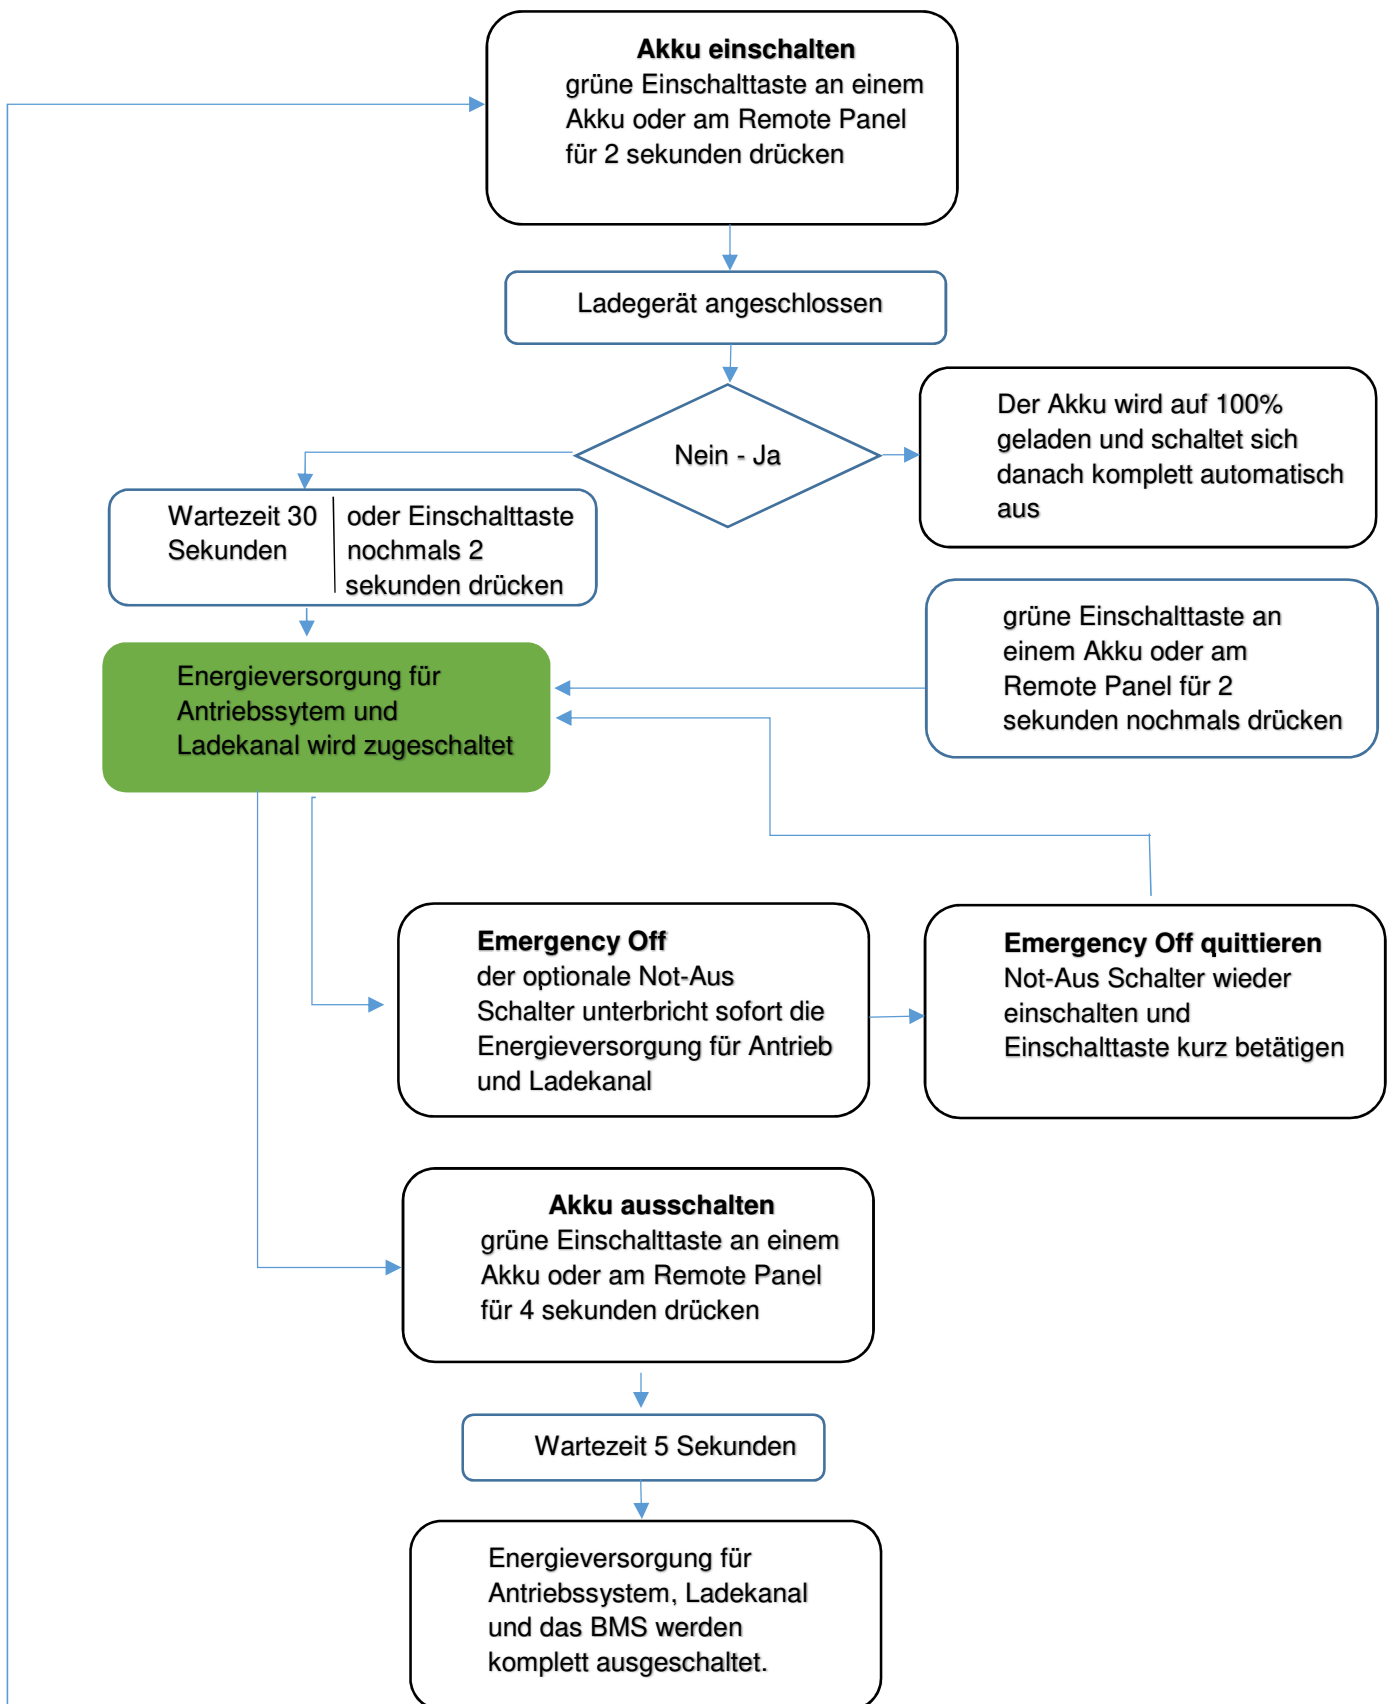 Akku einschalten
grüne Einschalttaste an einem
Akku oder am Remote Panel
für 2 sekunden drücken
Ladegerät angeschlossen
Nein - Ja
Der Akku wird auf 100%
geladen und schaltet sich
danach komplett automatisch
aus
Wartezeit 30
Sekunden
oder Einschalttaste
nochmals 2
sekunden drücken
grüne Einschalttaste an
einem Akku oder am
Remote Panel für 2
sekunden nochmals drücken
Energieversorgung für
Antriebssytem und
Ladekanal wird zugeschaltet
Emergency Off
der optionale Not-Aus
Schalter unterbricht sofort die
Energieversorgung für Antrieb
und Ladekanal
Emergency Off quittieren
Not-Aus Schalter wieder
einschalten und
Einschalttaste kurz betätigen
Akku ausschalten
grüne Einschalttaste an einem
Akku oder am Remote Panel
für 4 sekunden drücken
Wartezeit 5 Sekunden
Energieversorgung für
Antriebssystem, Ladekanal
und das BMS werden
komplett ausgeschaltet.